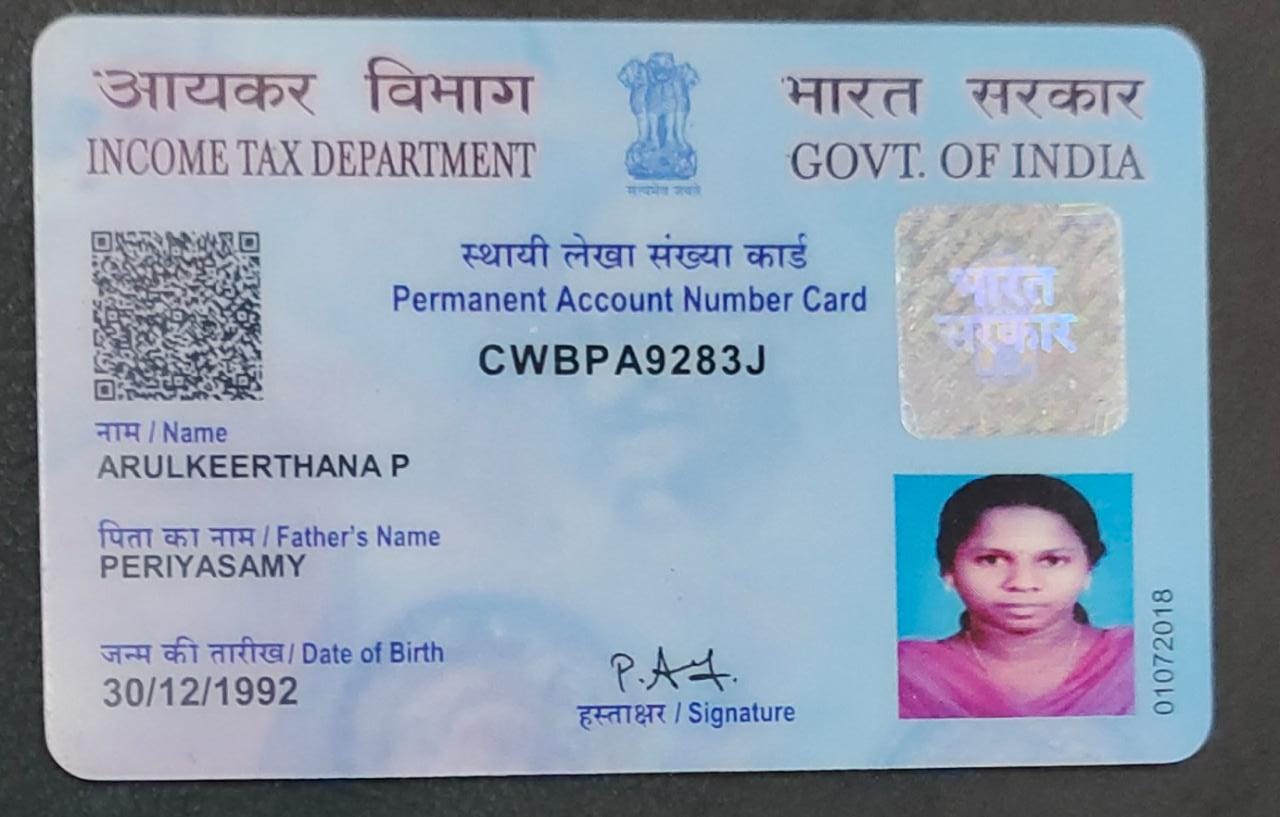 आयकर विभाग
INCOME TAX DEPARTMENT
सत्यमेव जयते
भारत सरकार
GOVT. OF INDIA
स्थायी लेखा संख्या कार्ड
Permanent Account Number Card
CWBPA9283J
भारत
सरकार
नाम / Name
ARULKEERTHANA P
पिता का नाम / Father's Name
PERIYASAMY
जन्म की तारीख / Date of Birth
30/12/1992
हस्ताक्षर / Signature
01072018